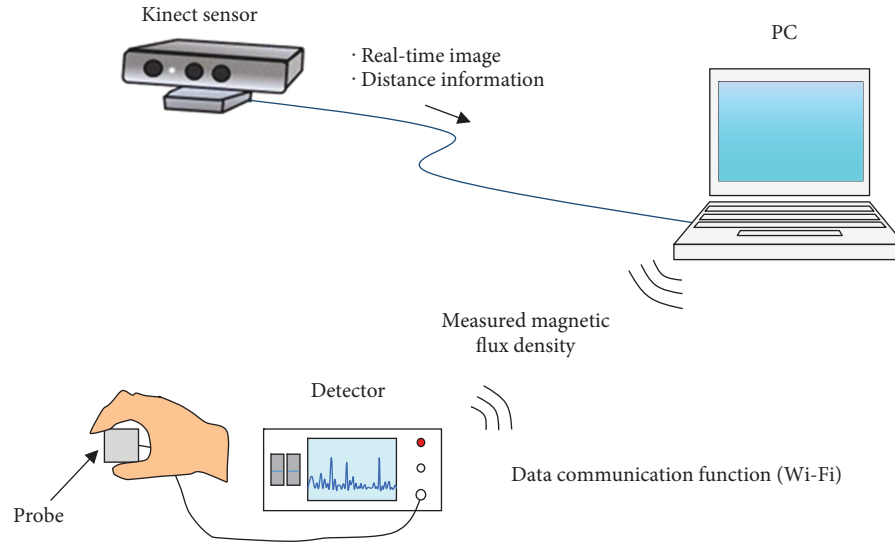 Kinect sensor
· Real-time image
· Distance information
PC
Measured magnetic
flux density
Detector
Data communication function (Wi-Fi)
Probe